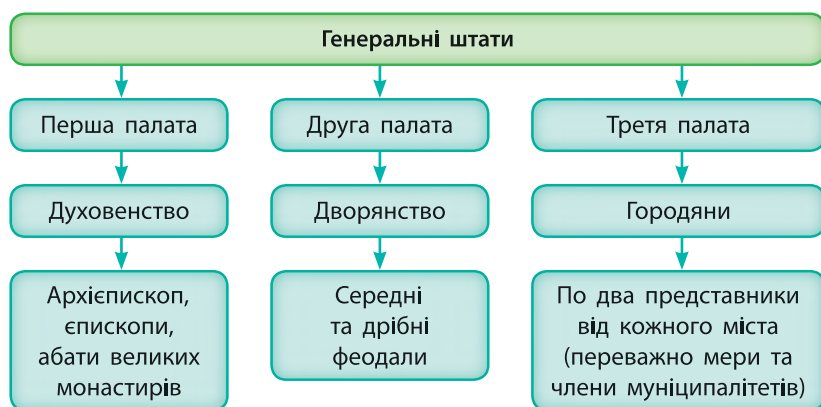 Генеральні штати
Перша палата
Друга палата
Третя палата
Духовенство
Дворянство
Городяни
Архієпископ,
єпископи,
абати великих
монастирів
Середні
та дрібні
феодали
По два представники
від кожного міста
(переважно мери та
члени муніципалітетів)